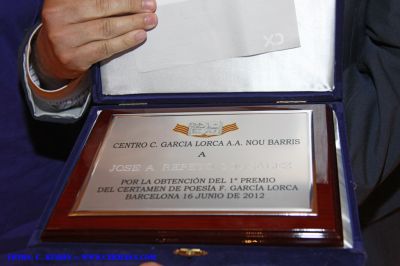 CENTRO C. GARCIA LORCA A.A. NOU BARRIS
A
JOSE A
POR LA OBTENCIÓN DEL 1º PREMIO
DEL CERTAMEN DE POESÍA F. GARCÍA LORCA
BARCELONA 16 JUNIO DE 2012